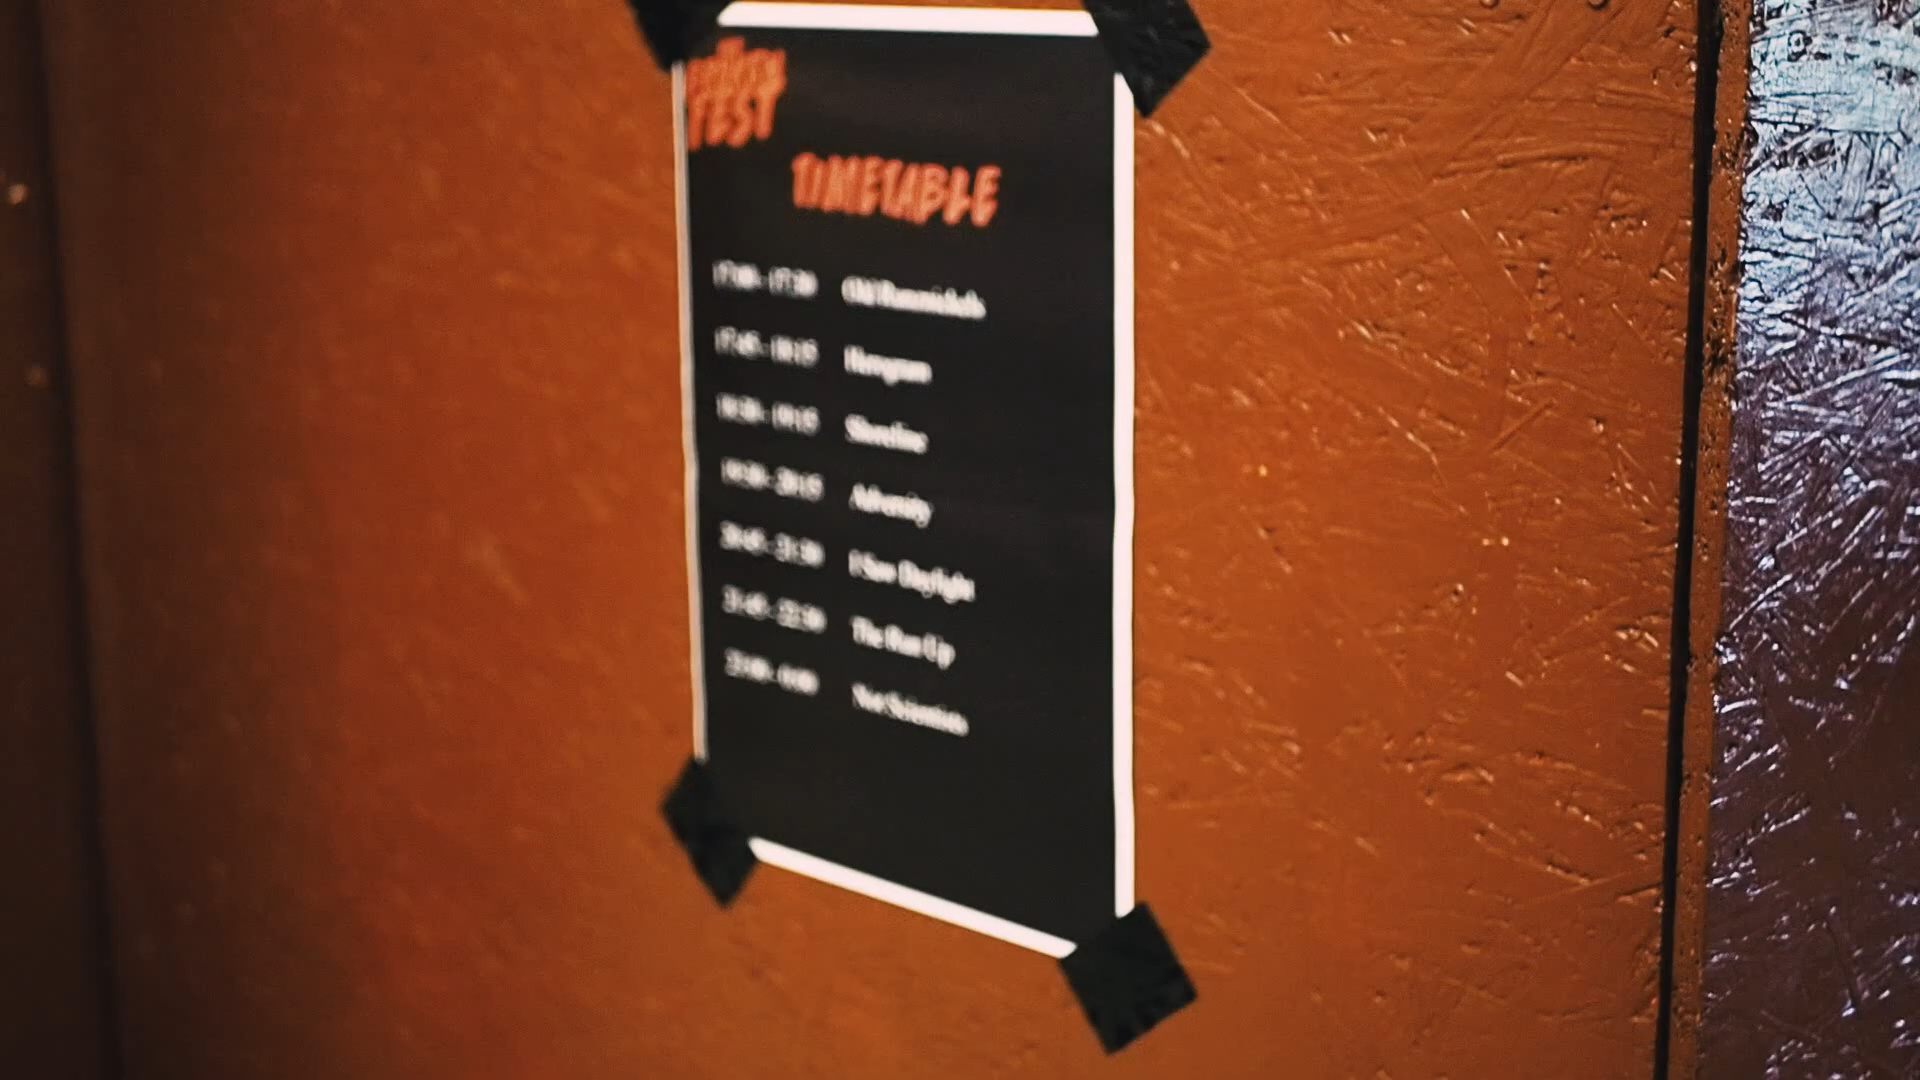 FEST
TIMETABLE
17:00 - 17:30 Old
17:45 - 18:15
18:30 - 19:15 Shoreline
19:30 - 20:15 Adversity
20:45 - 21:30 I Saw Daylight
21:45 - 22:30 The Run Up
23:00 - 0:00 Not Scientists